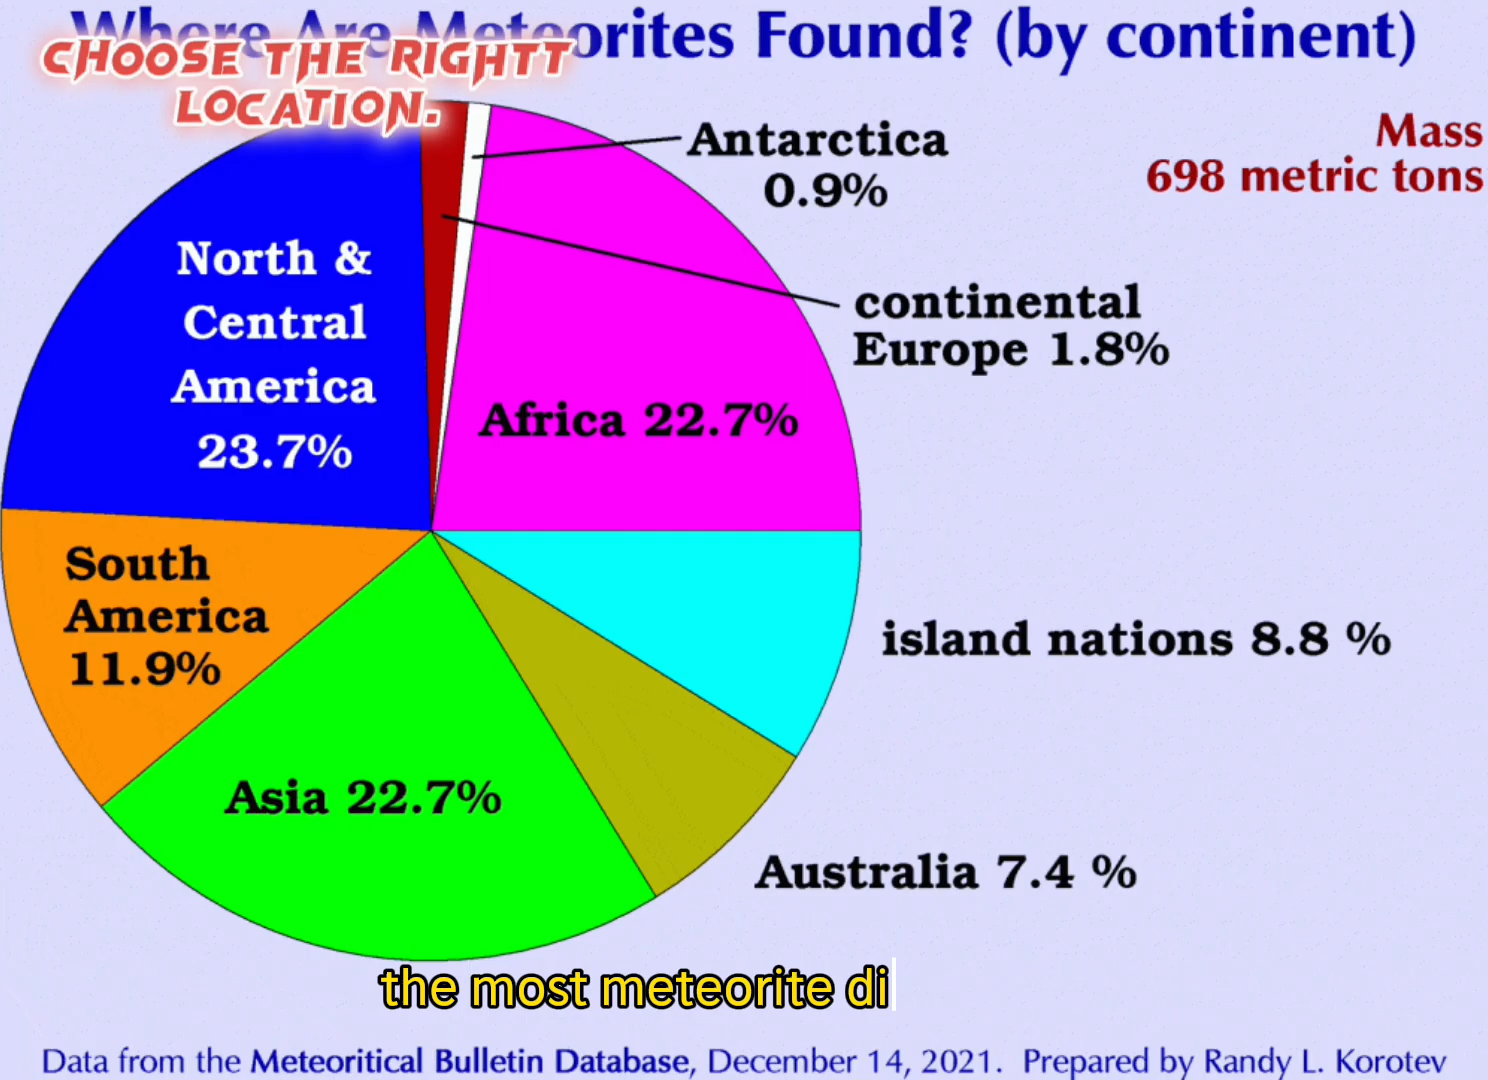 Where Are Meteorites Found? (by continent)
CHOOSE THE RIGHTT
LOCATION.
Mass
698 metric tons
Antarctica
0.9%
continental
Europe 1.8%
North &
Central
America
23.7%
Africa 22.7%
South
America
11.9%
island nations 8.8 %
Asia 22.7%
Australia 7.4 %
the most meteorite di
Data from the Meteoritical Bulletin Database, December 14, 2021. Prepared by Randy L. Korotev